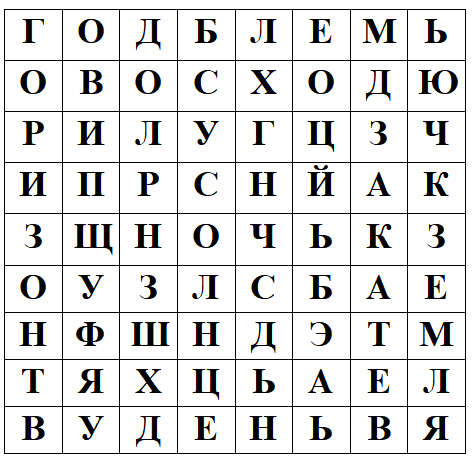 Г О Д Б Л Е М Ь
О В О С Х О Д Ю
Р И Л У Г Ц З Ч
И П Р С Н Й А К
З Щ Н О Ч Ь К З
О У З Л С Б А Е
Н Ф Ш Н Д Э Т М
Т Я Х Ц Ь А Е Л
В У Д Е Н Ь В Я